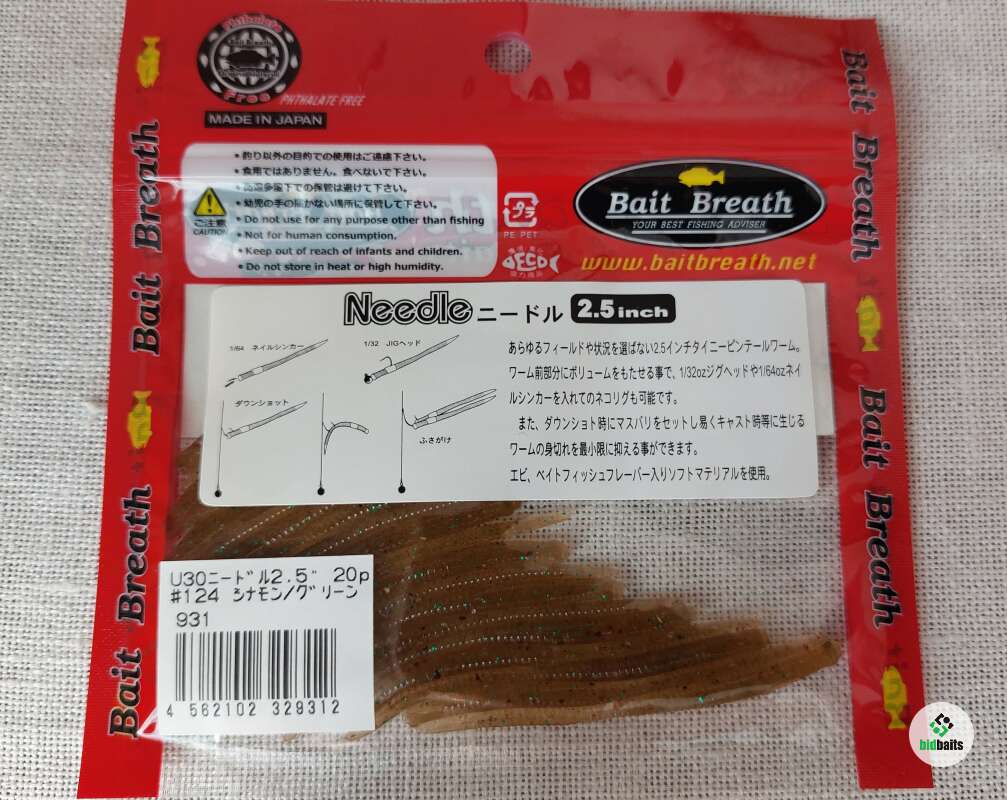 Phthalate
Bait Breath
Free
PHTHALATE FREE
MADE IN JAPAN
・釣り以外の目的での使用はご遠慮下さい。
・食用ではありません。食べないで下さい。
・高温多湿下での保管は避けて下さい。
・幼児の手の届かない場所に保管して下さい。
・Do not use for any purpose other than fishing
・Not for human consumption.
・Keep out of reach of infants and children.
・Do not store in heat or high humidity.
ご注意
CAUTION
プラ
PE PET
ECO
Bait Breath
YOUR BEST FISHING ADVISER
www.baitbreath.net
Needle ニードル 2.5inch
1/64 ネイルシンカー
1/32 JIGヘッド
ダウンショット
ふさがけ
あらゆるフィールドや状況を選ばない2.5インチタイニーピンテールワーム。
ワーム前部分にボリュームをもたせる事で、1/32ozジグヘッドや1/64ozネイ
ルシンカーを入れてのネコリグも可能です。
また、ダウンショト時にマスバリをセットし易くキャスト時等に生じる
ワームの身切れを最小限に抑える事ができます。
エビ、ベイトフィッシュフレーバー入りソフトマテリアルを使用。
U30ニードル2.5" 20p
#124 シナモン/グリーン
931
4 562102 329312
Bait Breath
Bait Breath
Bait Breath
Bait Breath
bidbaits